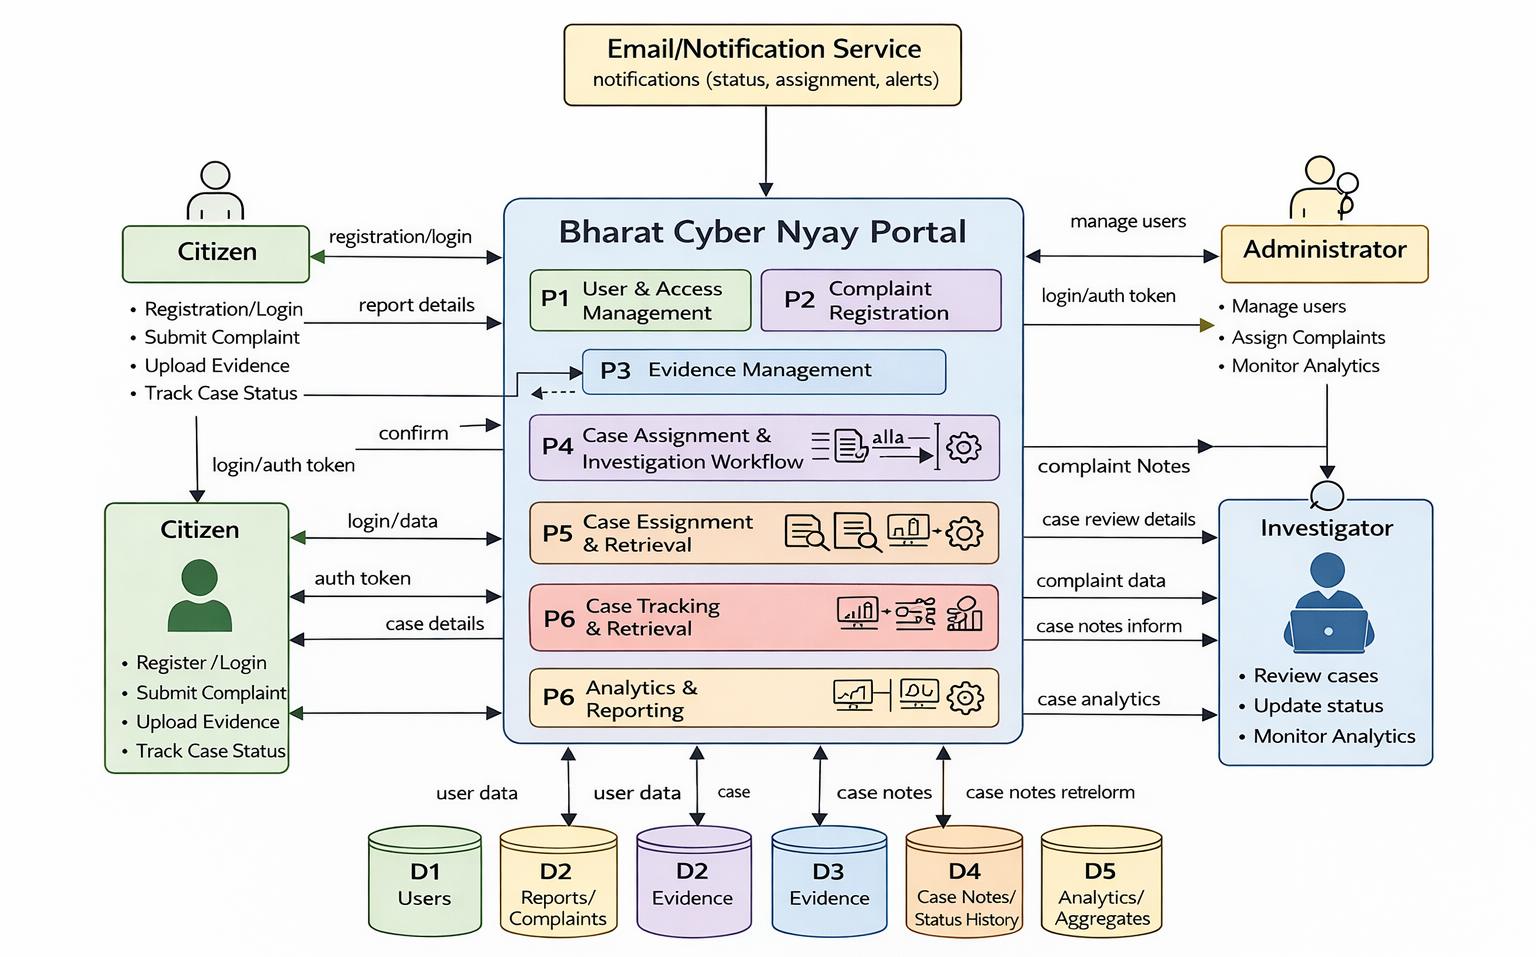 Email/Notification Service
notifications (status, assignment, alerts)
Bharat Cyber Nyay Portal
Citizen
registration/login
• Registration/Login
• Submit Complaint
• Upload Evidence
• Track Case Status
report details
confirm
login/auth token
Citizen
• Register /Login
• Submit Complaint
• Upload Evidence
• Track Case Status
login/data
auth token
case details
P1 User & Access
Management
P2 Complaint
Registration
P3 Evidence Management
P4 Case Assignment &
Investigation Workflow
alla
P5 Case Essignment
& Retrieval
P6 Case Tracking
& Retrieval
P6 Analytics &
Reporting
manage users
login/auth token
Administrator
• Manage users
• Assign Complaints
• Monitor Analytics
complaint Notes
case review details
complaint data
case notes inform
case analytics
Investigator
• Review cases
• Update status
• Monitor Analytics
user data
user data
case
case notes
case notes retrelorm
D1
Users
D2
Reports/
Complaints
D2
Evidence
D3
Evidence
D4
Case Notes/
Status History
D5
Analytics/
Aggregates